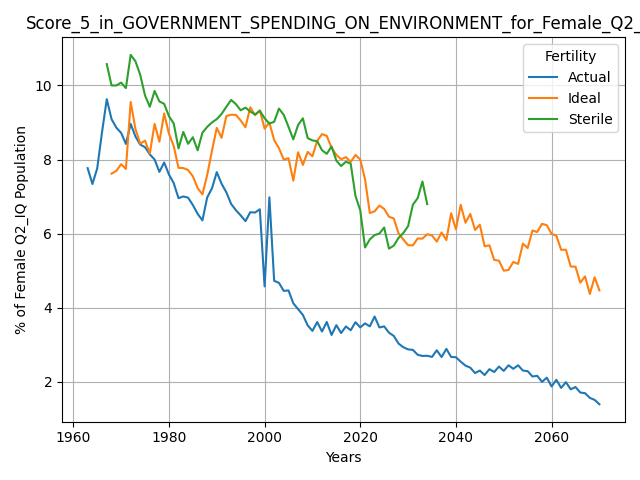 Score_5_in_GOVERNMENT_SPENDING_ON_ENVIRONMENT_for_Female_Q2_
Fertility
Actual
Ideal
Sterile
% of Female Q2_IQ Population
10
8
6
4
2
1960 1980 2000 2020 2040 2060
Years